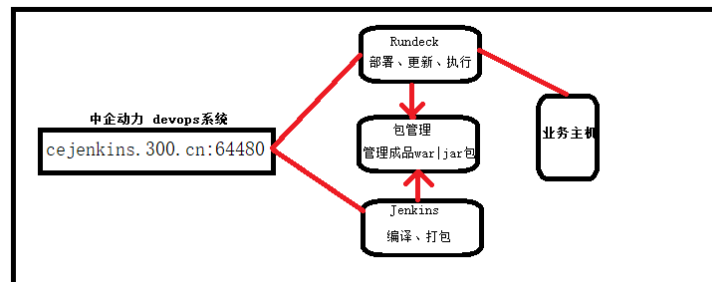 Rundeck
部署、更新、执行
中企动力 devops系统
cejenkins.300.cn:64480
包管理
管理成品war|jar包
业务主机
Jenkins
编译、打包